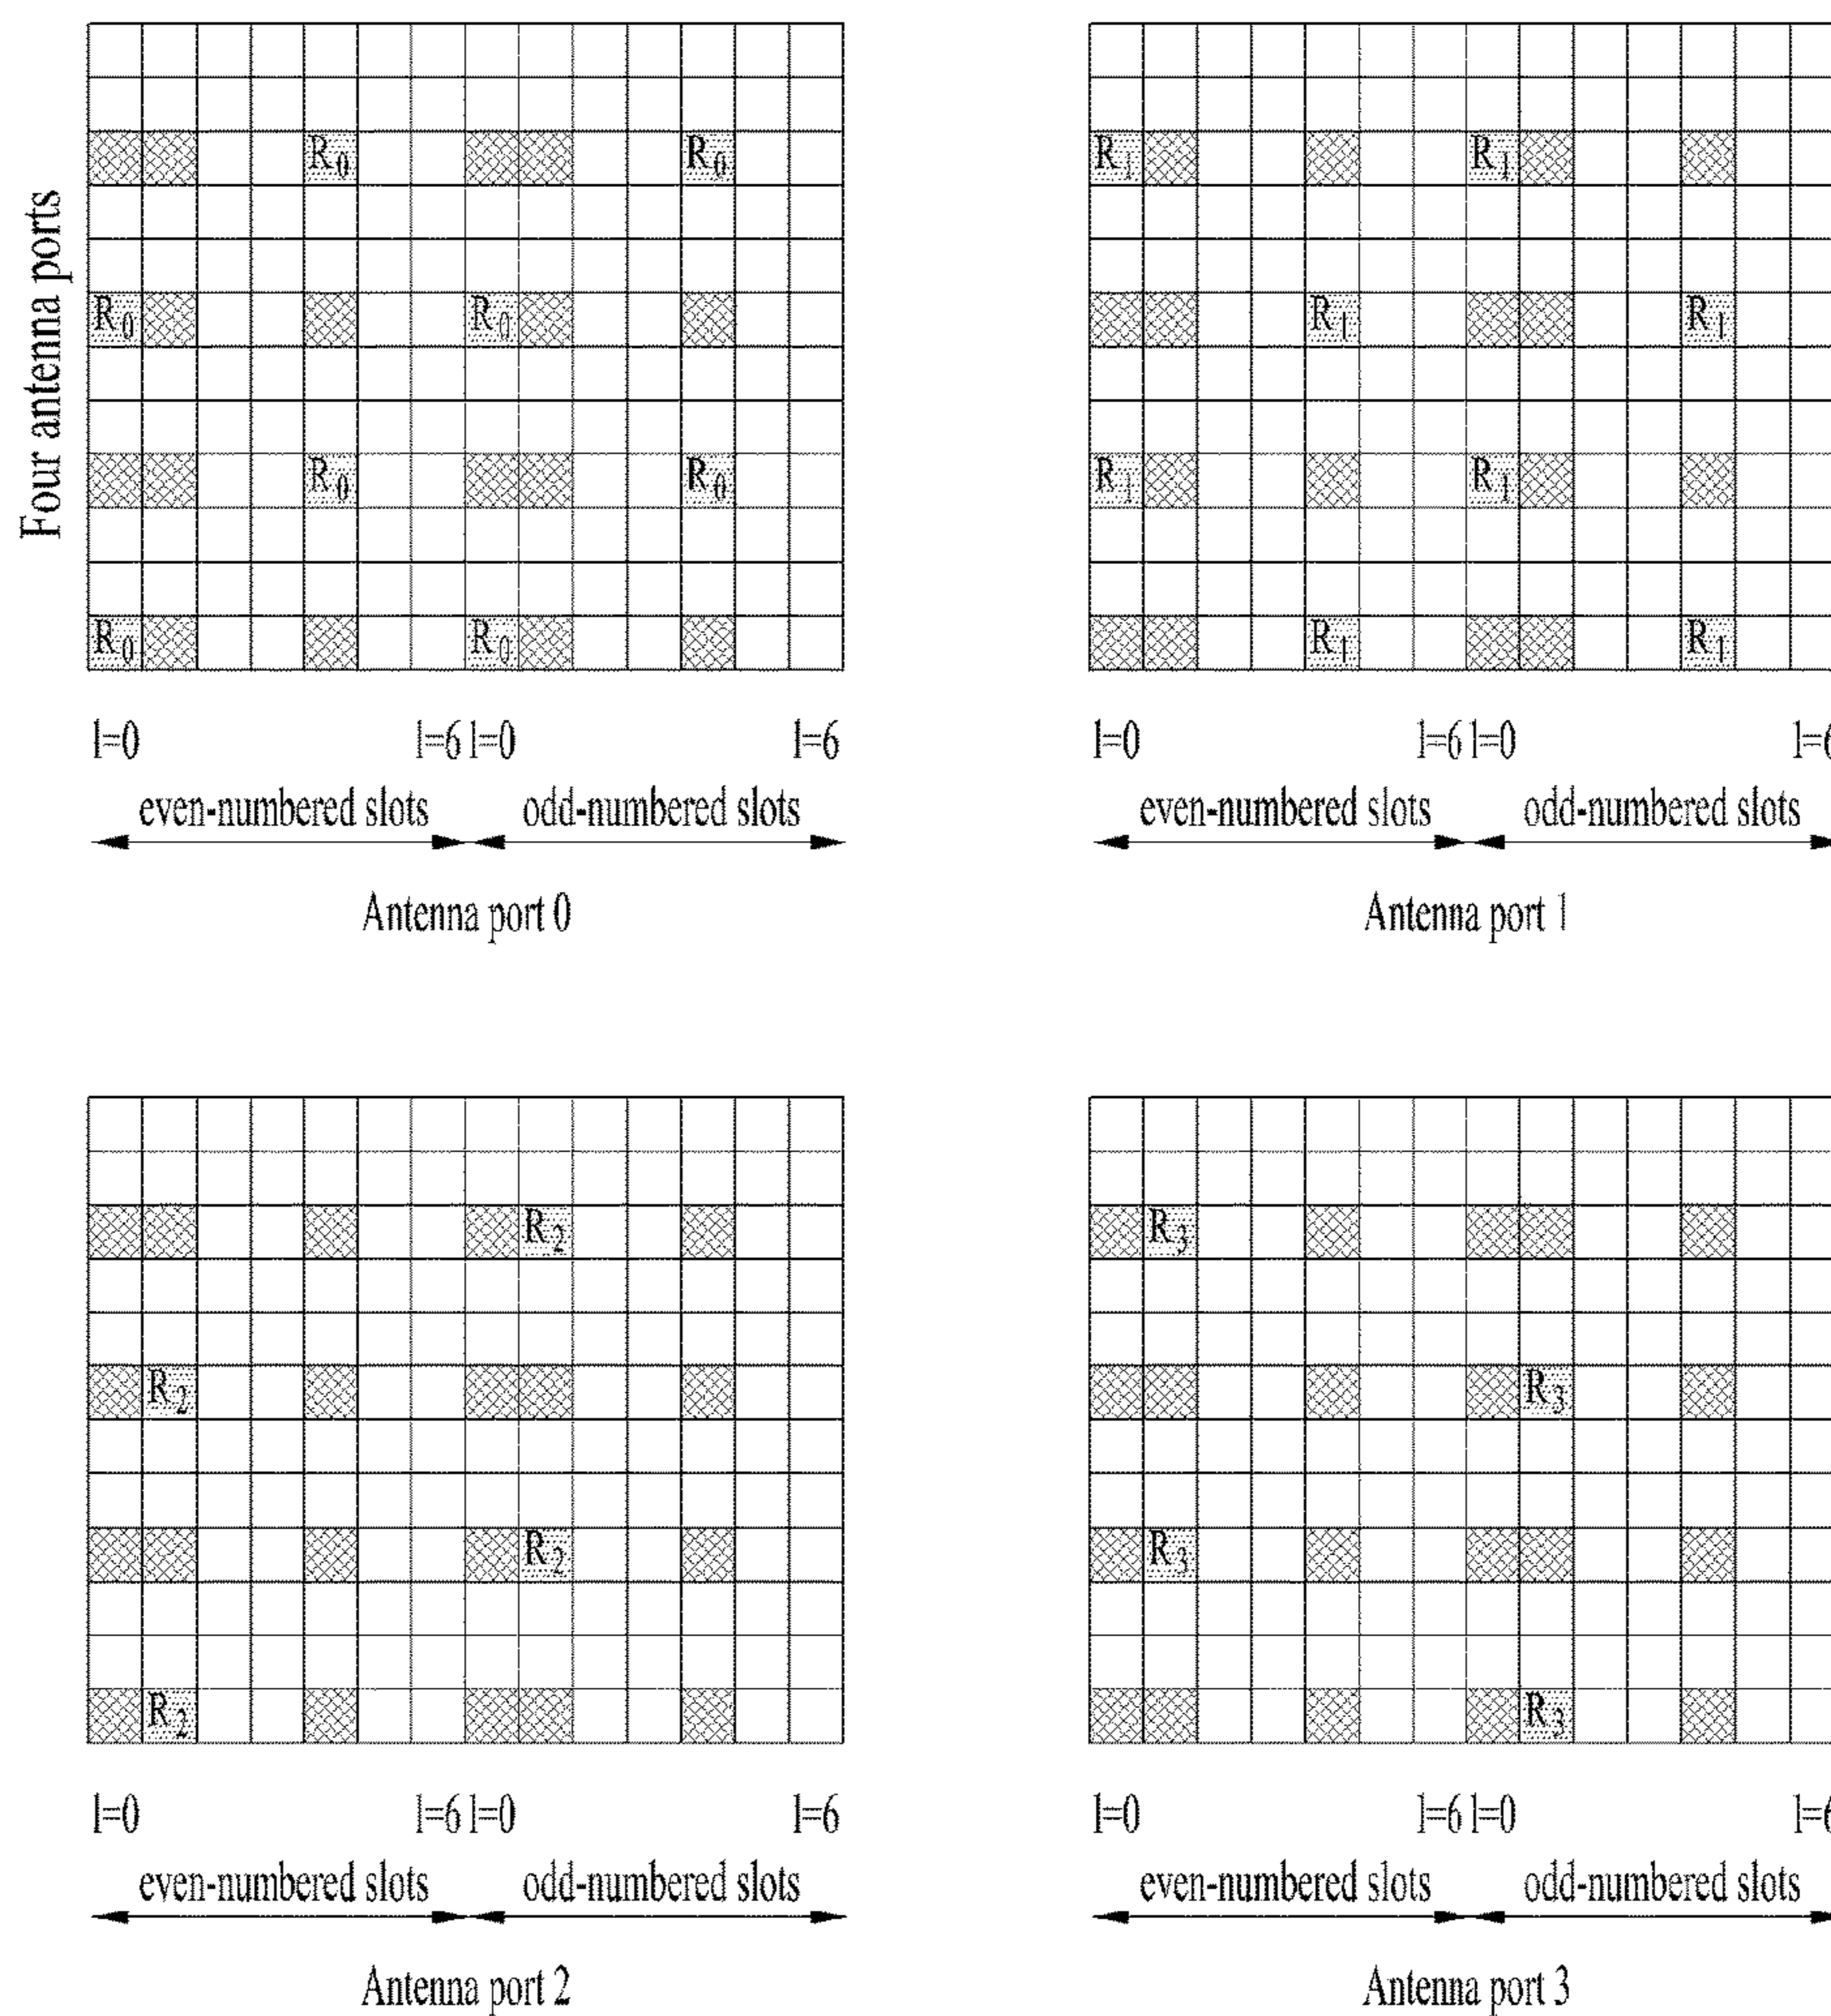 Four antenna ports
R0 R0
R0 R0
R0 R0
R0 R0
l=0 l=6 l=0 l=6
even-numbered slots odd-numbered slots
Antenna port 0
R1 R1
R1 R1
R1 R1
R1 R1
l=0 l=6 l=0 l=6
even-numbered slots odd-numbered slots
Antenna port 1
R2
R2
R2
R2
l=0 l=6 l=0 l=6
even-numbered slots odd-numbered slots
Antenna port 2
R3
R3
R3
R3
l=0 l=6 l=0 l=6
even-numbered slots odd-numbered slots
Antenna port 3